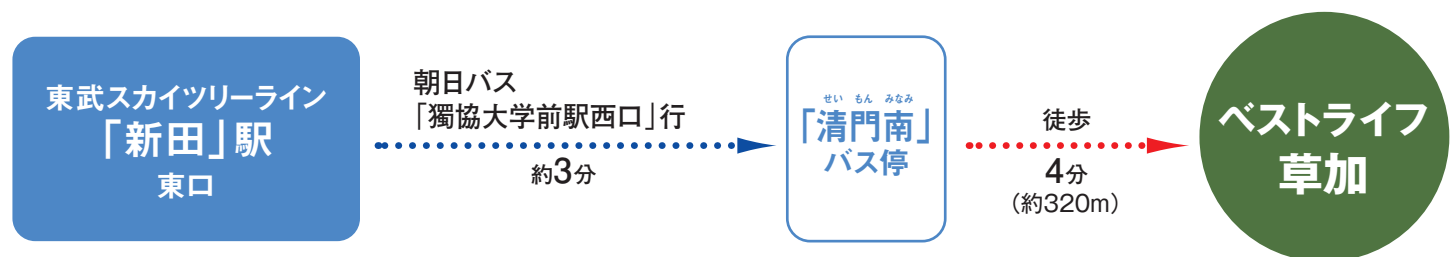 東武スカイツリーライン
「新田」駅
東口
朝日バス
「獨協大学前駅西口」行
約3分
せい もん みなみ
「清門南」
バス停
徒歩
4分
（約320m）
ベストライフ
草加